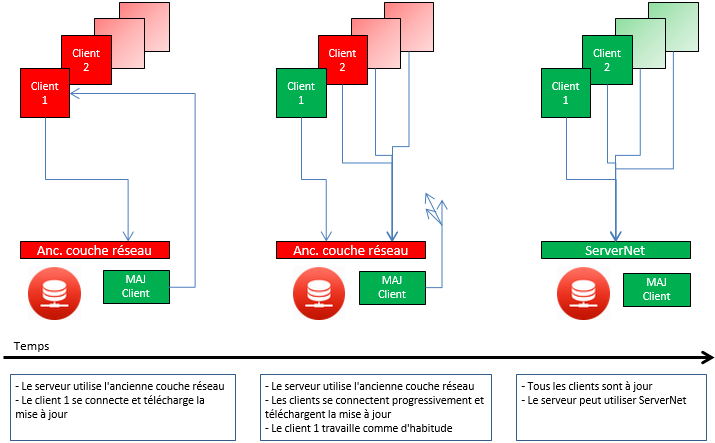 Client
2
Client
1
Anc. couche réseau
MAJ
Client
Client
2
Client
1
Anc. couche réseau
MAJ
Client
Client
2
Client
1
ServerNet
MAJ
Client
Temps
- Le serveur utilise l'ancienne couche réseau
- Le client 1 se connecte et télécharge la
mise à jour
- Le serveur utilise l'ancienne couche réseau
- Les clients se connectent progressivement et
téléchargent la mise à jour
- Le client 1 travaille comme d'habitude
- Tous les clients sont à jour
- Le serveur peut utiliser ServerNet